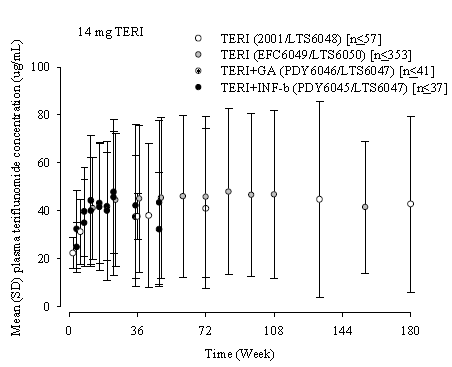 14 mg TERI
TERI (2001/LTS6048) [n≤57]
TERI (EFC6049/LTS6050) [n≤353]
TERI+GA (PDY6046/LTS6047) [n≤41]
TERI+INF-b (PDY6045/LTS6047) [n≤37]
Mean (SD) plasma teriflunomide concentration (ug/mL)
100
80
60
40
20
0
0 36 72 108 144 180
Time (Week)